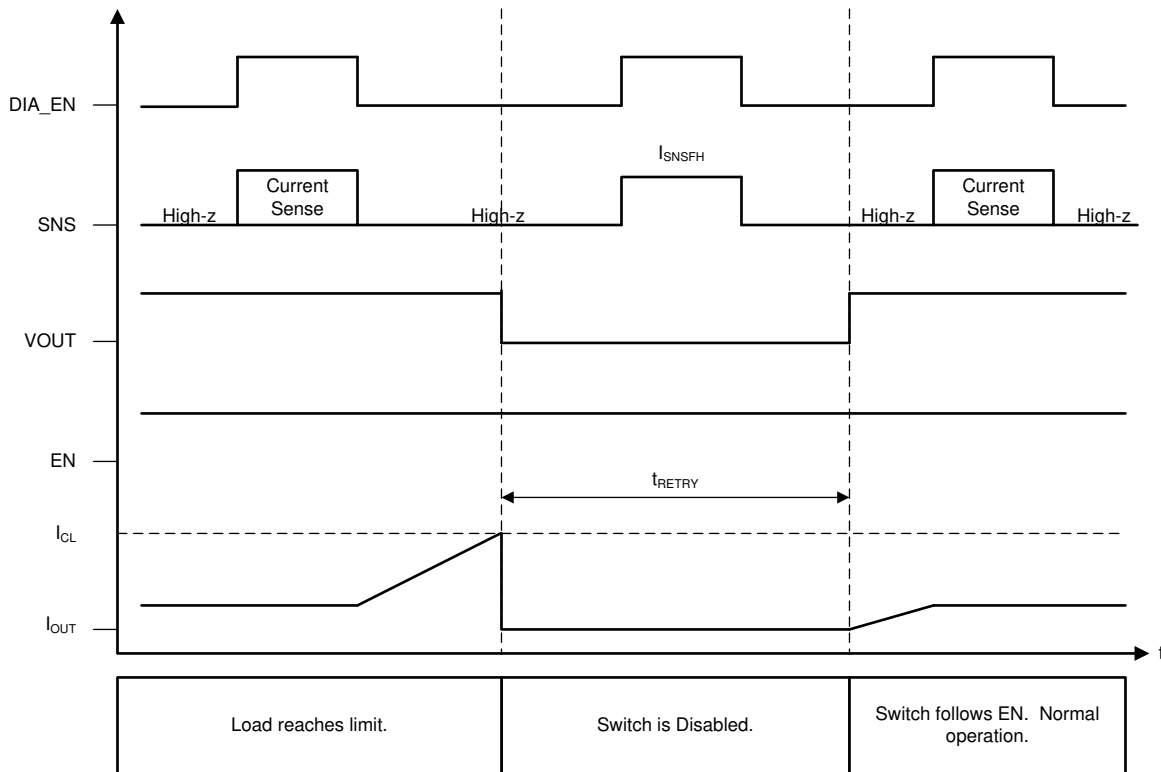 DIA_EN
I_SNSFH
Current
Sense
Current
Sense
High-z
High-z
High-z
High-z
SNS
VOUT
EN
t_RETRY
I_CL
I_OUT
t
Load reaches limit.
Switch is Disabled.
Switch follows EN. Normal
operation.